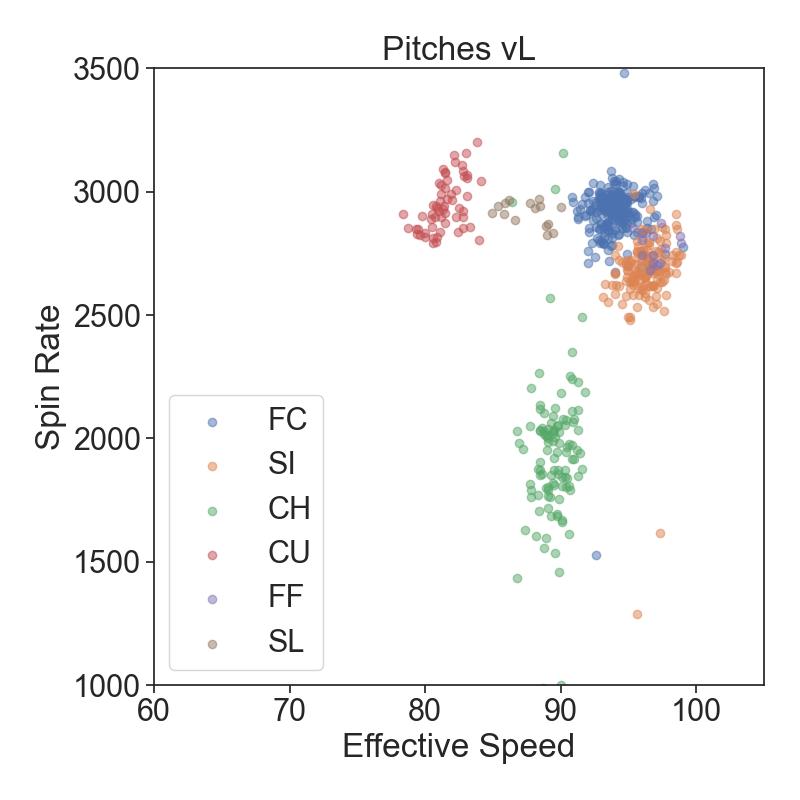 Pitches vL
3500
3000
2500
2000
1500
1000
Spin Rate
FC
SI
CH
CU
FF
SL
60 70 80 90 100
Effective Speed